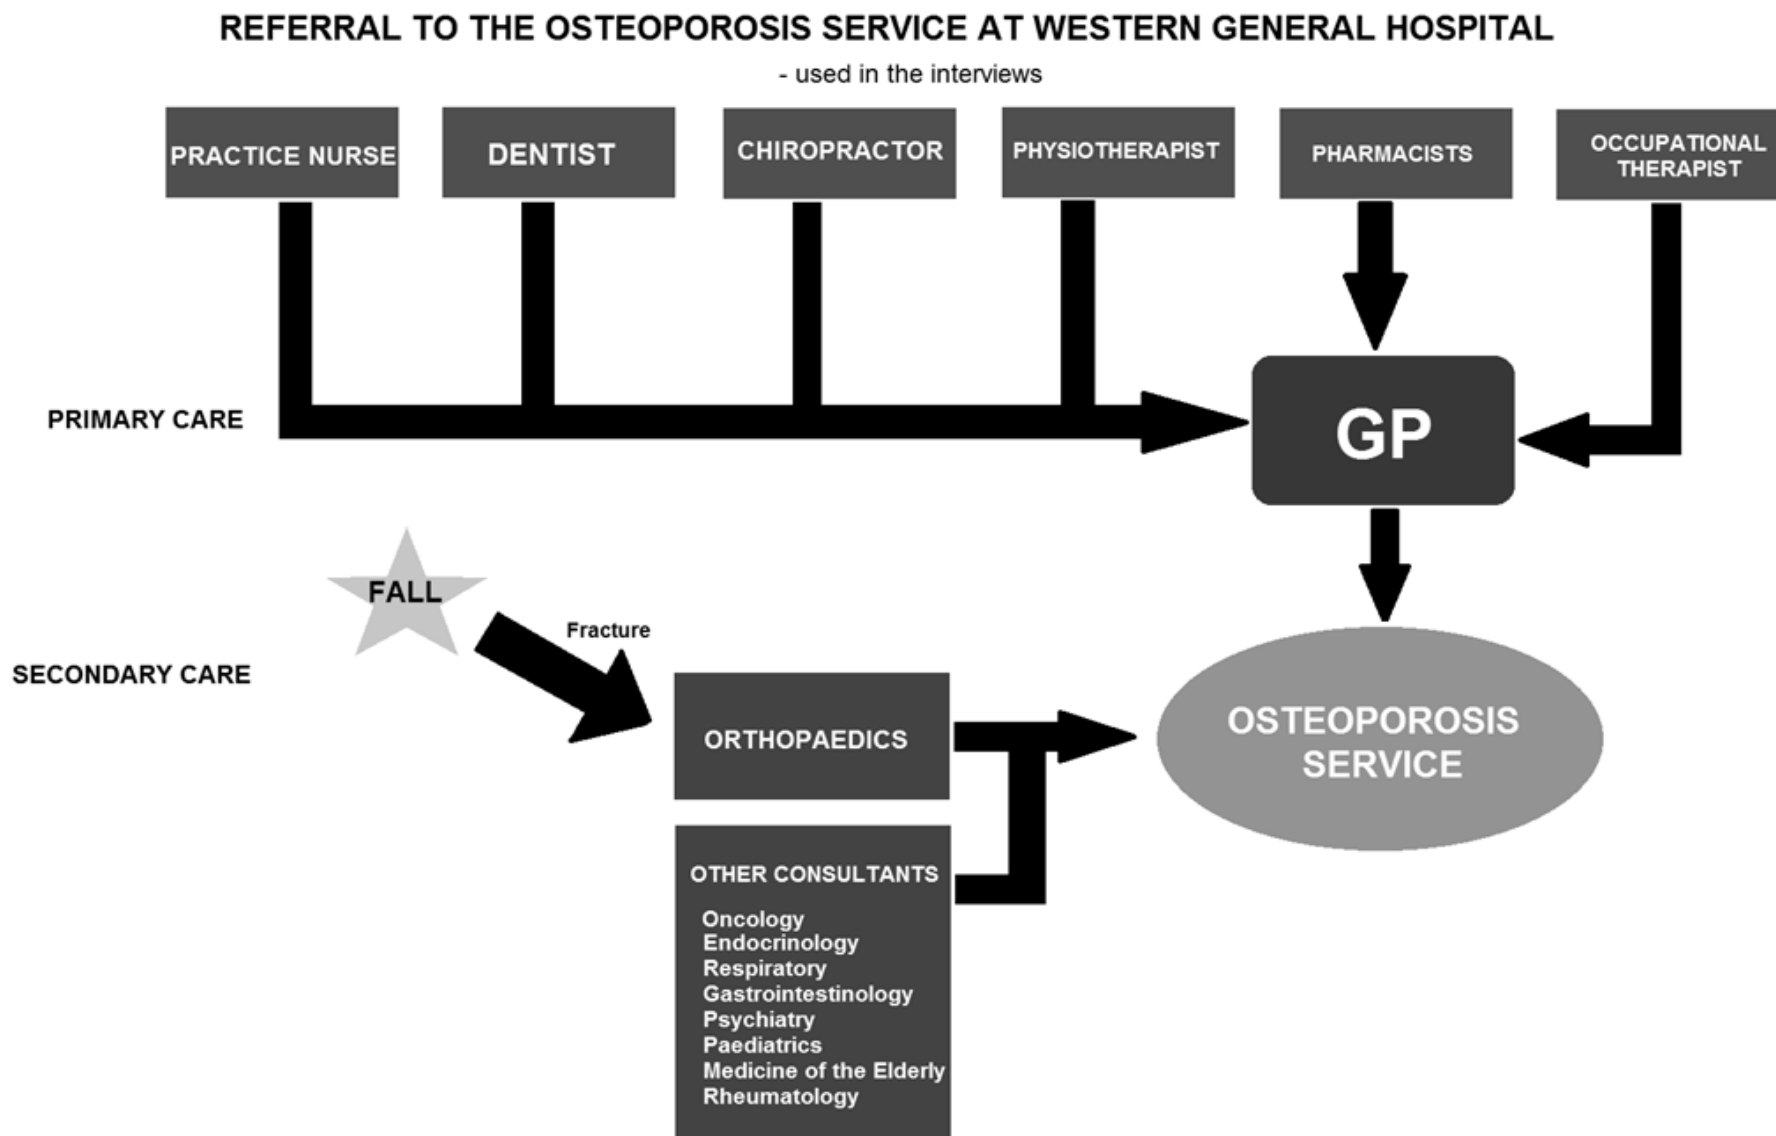 REFERRAL TO THE OSTEOPOROSIS SERVICE AT WESTERN GENERAL HOSPITAL
- used in the interviews
PRACTICE NURSE
DENTIST
CHIROPRACTOR
PHYSIOTHERAPIST
PHARMACISTS
OCCUPATIONAL
THERAPIST
PRIMARY CARE
GP
FALL
Fracture
SECONDARY CARE
ORTHOPAEDICS
OSTEOPOROSIS
SERVICE
OTHER CONSULTANTS
Oncology
Endocrinology
Respiratory
Gastrointestinology
Psychiatry
Paediatrics
Medicine of the Elderly
Rheumatology